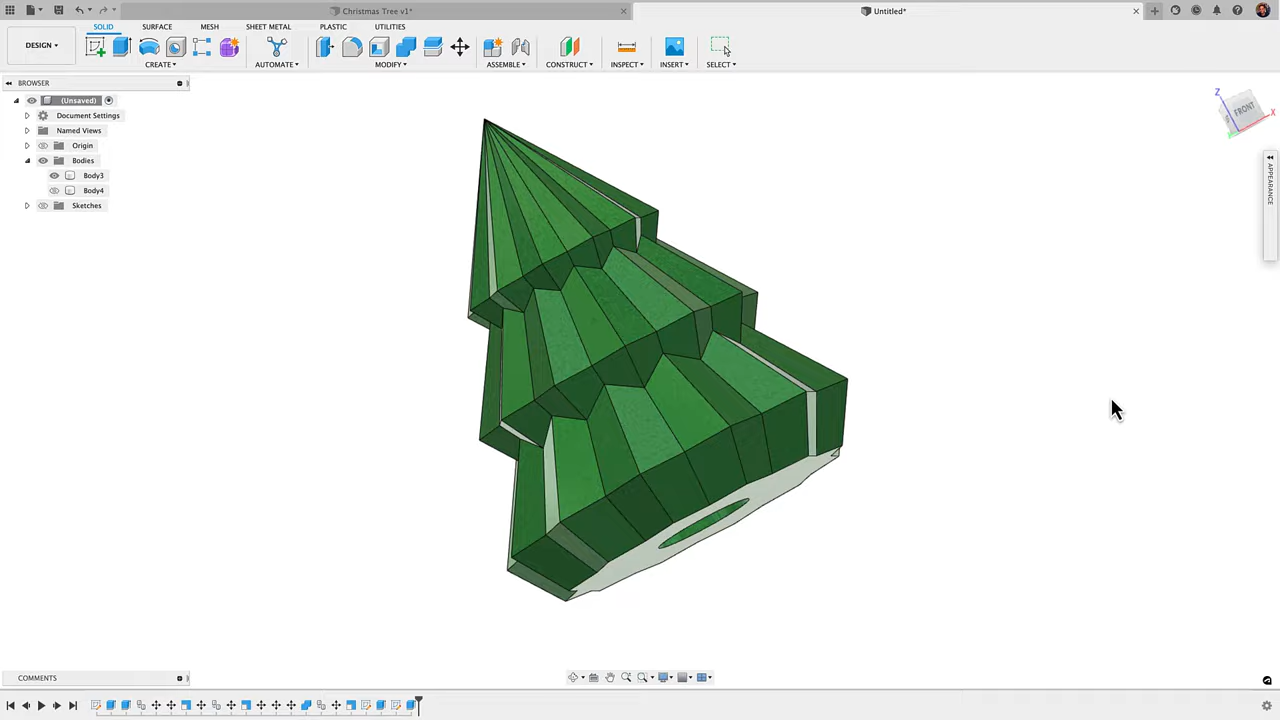 Christmas Tree v1*
Untitled*
DESIGN
SOLID SURFACE MESH SHEET METAL PLASTIC UTILITIES
CREATE AUTOMATE MODIFY ASSEMBLE CONSTRUCT INSPECT INSERT SELECT
BROWSER
(Unsaved)
Document Settings
Named Views
Origin
Bodies
Body3
Body4
Sketches
Z
FRONT
X
APPEARANCE
COMMENTS